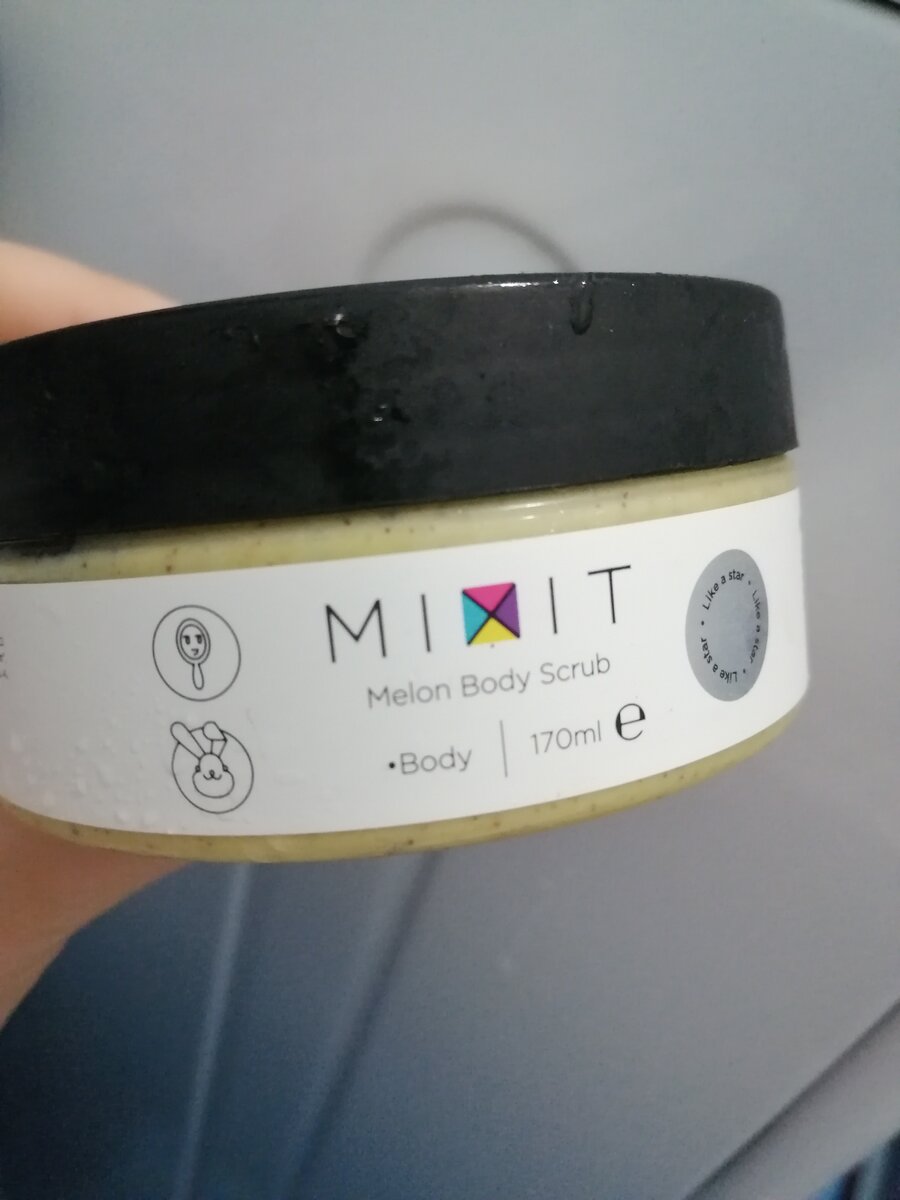 MIXIT
Melon Body Scrub
•Body | 170ml e
Like a star • Like a star • Like a star •